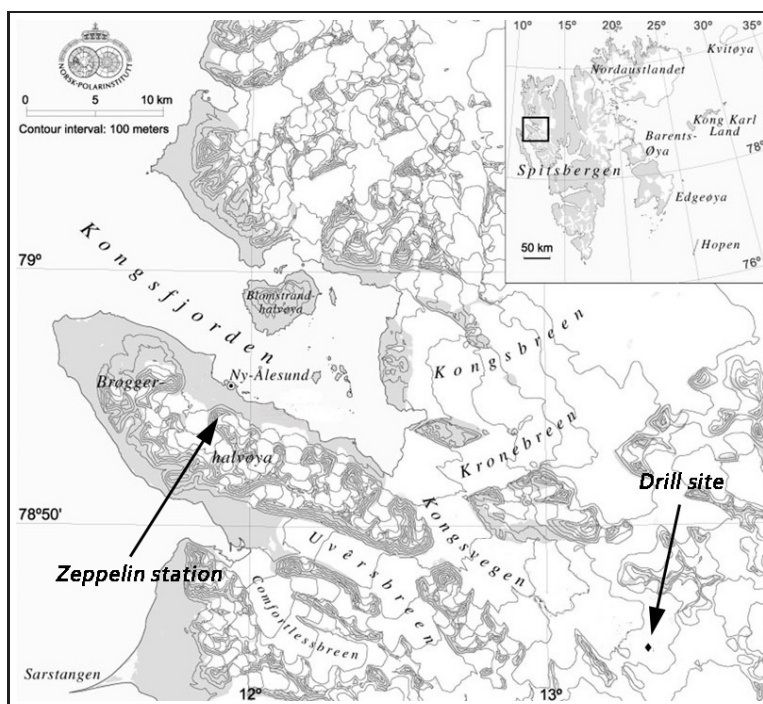 NORSK-POLARINSTITUTT
0 5 10 km
Contour interval: 100 meters
10° 15° 20° 25° 30° 35°
Kvitøya
Nordaustlandet
Kong Karl
Land
Barents-
Øya
78°
Spitsbergen
Edgeøya
Hopen
50 km
76°
79°
Kongsfjorden
Blomstrand-
halvøya
Ny-Ålesund
Brøgger-
halvøya
Kongsbreen
Kronebreen
Drill site
78°50'
Kongsvegen
Zeppelin station
Uvêrsbreen
Comfortlessbreen
Sarstangen
12° 13°